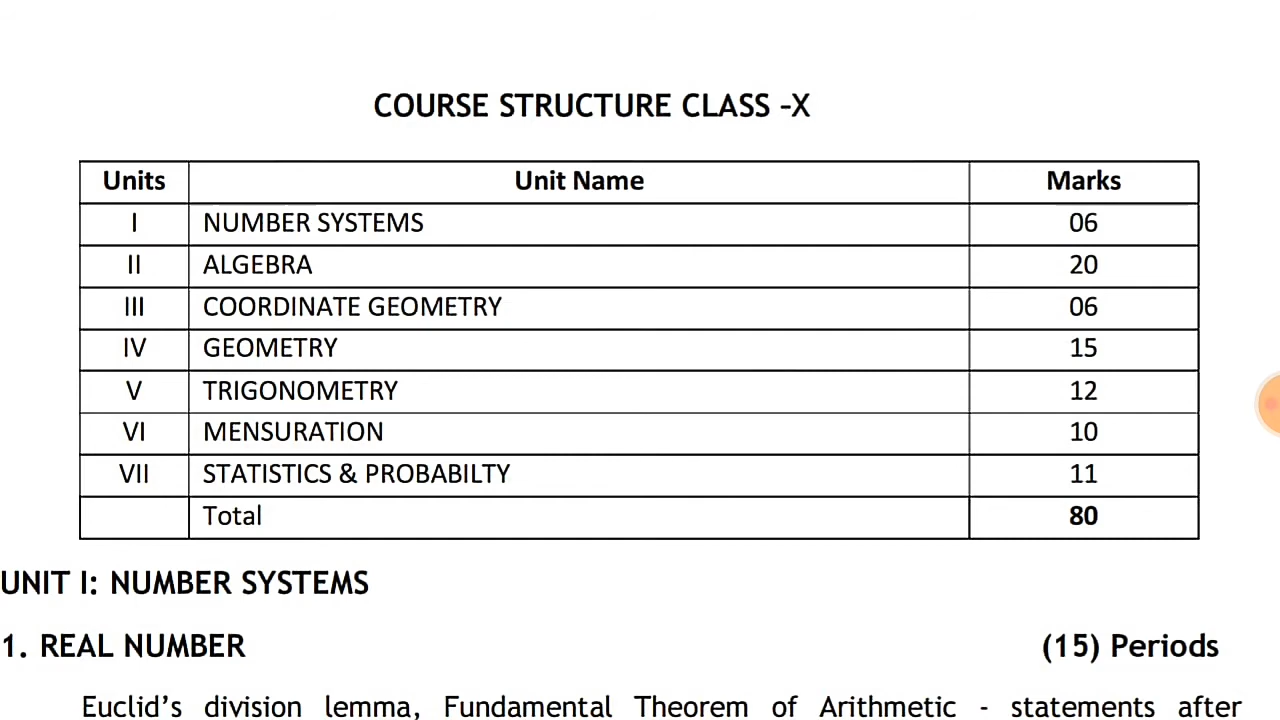 COURSE STRUCTURE CLASS -X
Units Unit Name Marks
I NUMBER SYSTEMS 06
II ALGEBRA 20
III COORDINATE GEOMETRY 06
IV GEOMETRY 15
V TRIGONOMETRY 12
VI MENSURATION 10
VII STATISTICS & PROBABILTY 11
Total 80
UNIT I: NUMBER SYSTEMS
1. REAL NUMBER (15) Periods
Euclid's division lemma, Fundamental Theorem of Arithmetic - statements after